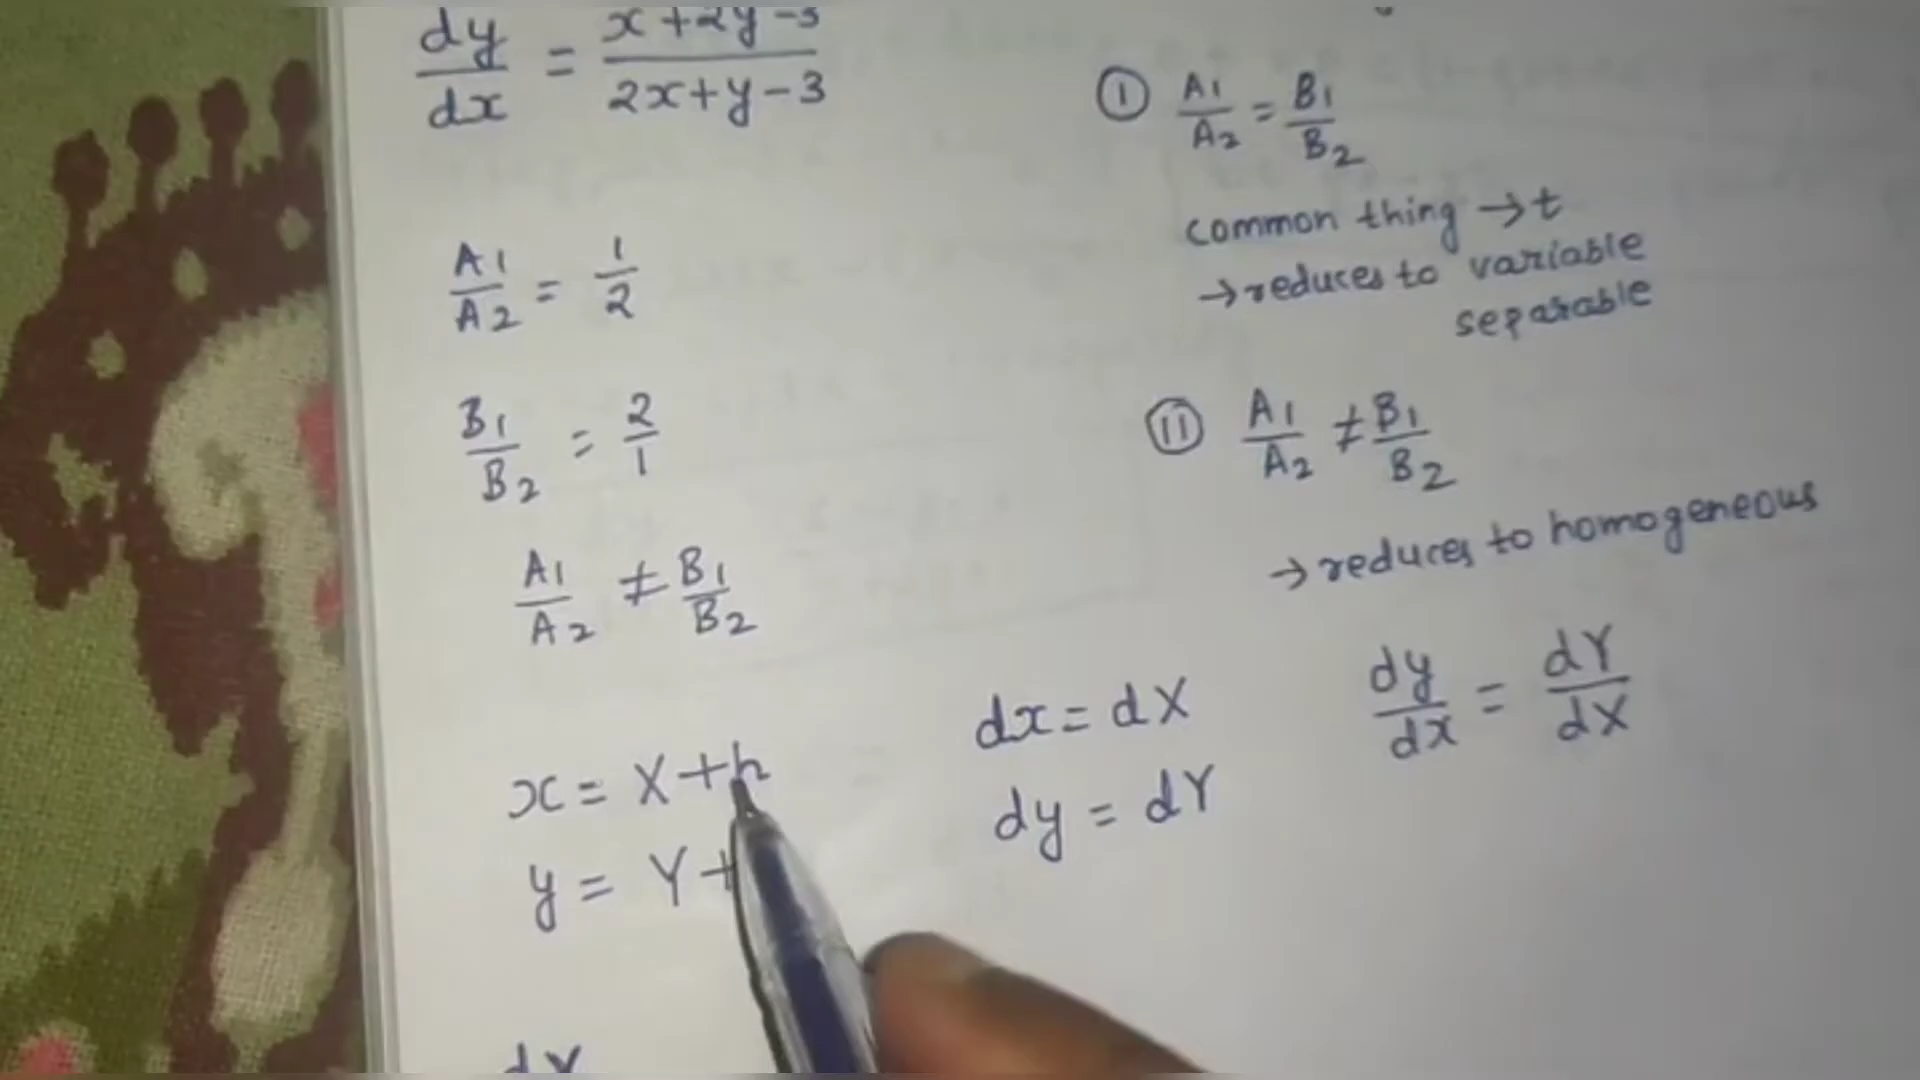 dy/dx = x+2y-3/2x+y-3
A1/A2 = 1/2
B1/B2 = 2/1
A1/A2 ≠ B1/B2
x = X+h
y = Y+
dx = dX
dy = dY
dy/dx = dY/dX
I A1/A2 = B1/B2
common thing → t
→ reduces to variable
separable
II A1/A2 ≠ B1/B2
→ reduces to homogeneous